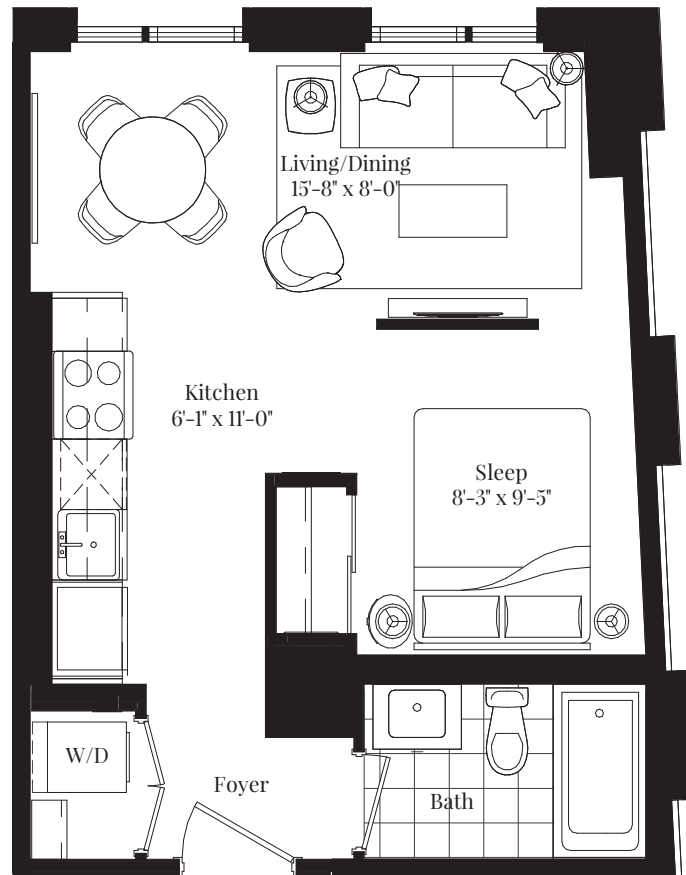 Living/Dining
15'-8" x 8'-0"
Kitchen
6'-1" x 11'-0"
Sleep
8'-3" x 9'-5"
W/D
Foyer
Bath